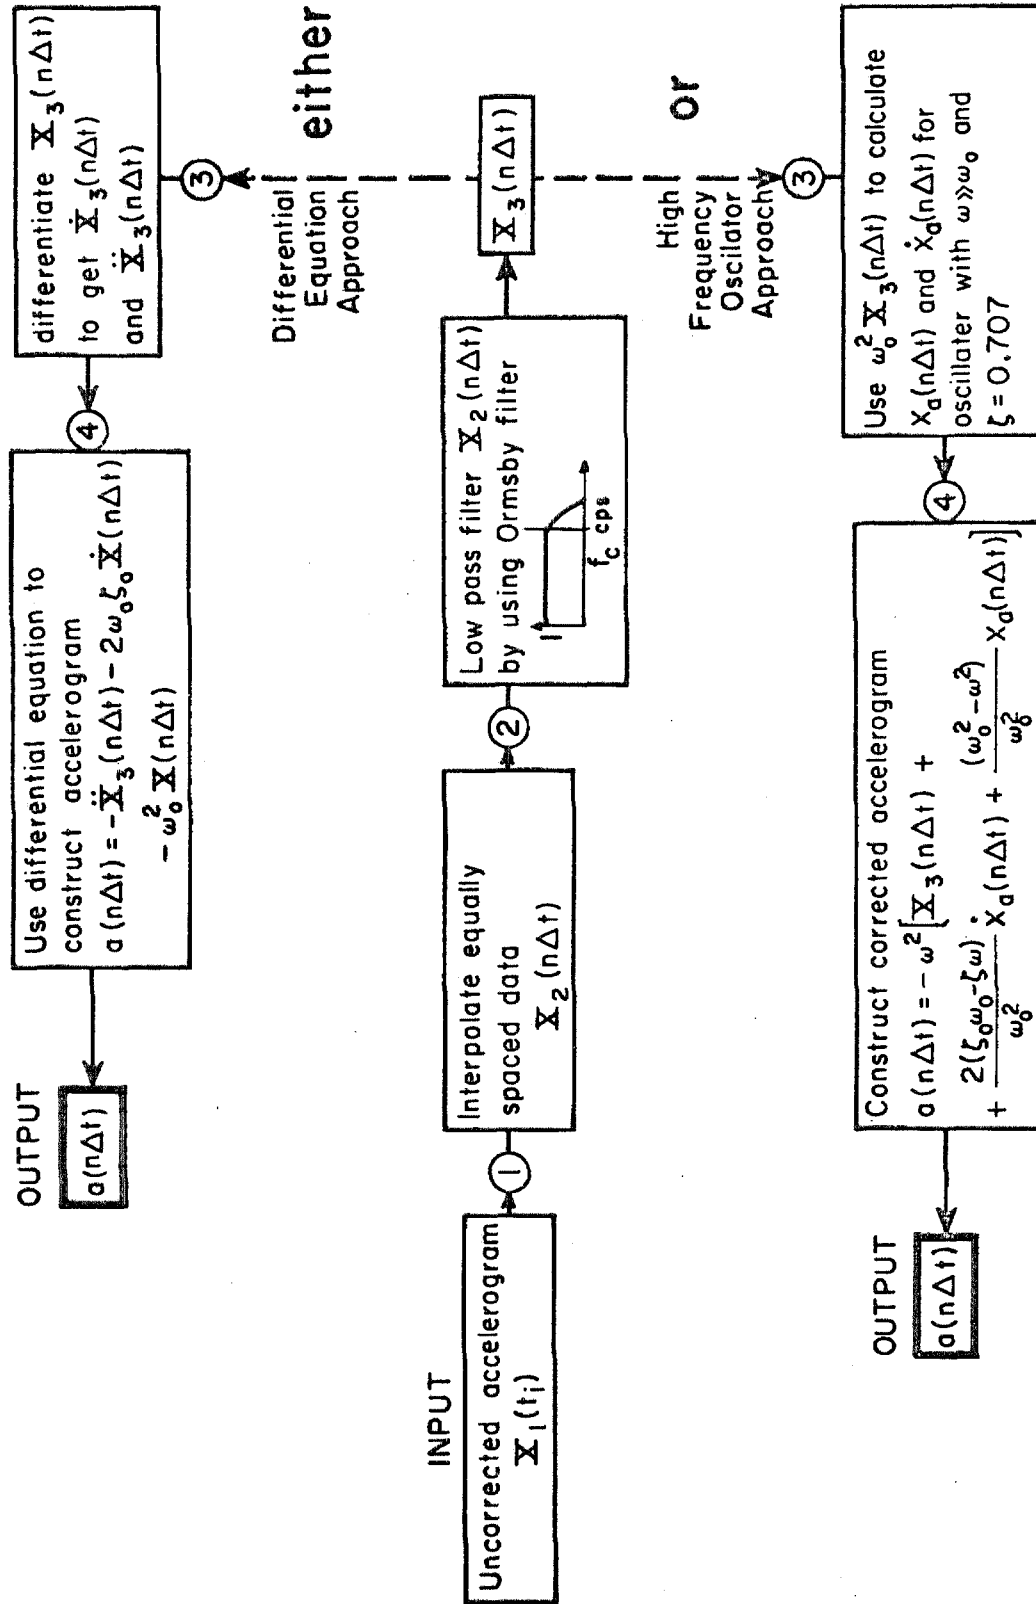 INPUT
Uncorrected accelerogram
X₁(tᵢ)
1
Interpolate equally
spaced data
X₂(nΔt)
2
Low pass filter X₂(nΔt)
by using Ormsby filter
1
f_c cps
X₃(nΔt)
either
Differential
Equation
Approach
3
differentiate X₃(nΔt)
to get Ẋ₃(nΔt)
and Ẍ₃(nΔt)
4
Use differential equation to
construct accelerogram
a(nΔt) = -Ẍ₃(nΔt) - 2ω₀ζ₀Ẋ(nΔt)
- ω₀²X(nΔt)
OUTPUT
a(nΔt)
or
High
Frequency
Oscilator
Approach
3
Use ω₀²X₃(nΔt) to calculate
xₐ(nΔt) and ẋₐ(nΔt) for
oscillater with ω≫ω₀ and
ζ = 0.707
4
Construct corrected accelerogram
a(nΔt) = -ω²[X₃(nΔt) +
+ 2(ζ₀ω₀-ζω)/ω₀² ẋₐ(nΔt) + (ω₀²-ω²)/ω₀² xₐ(nΔt)]
OUTPUT
a(nΔt)